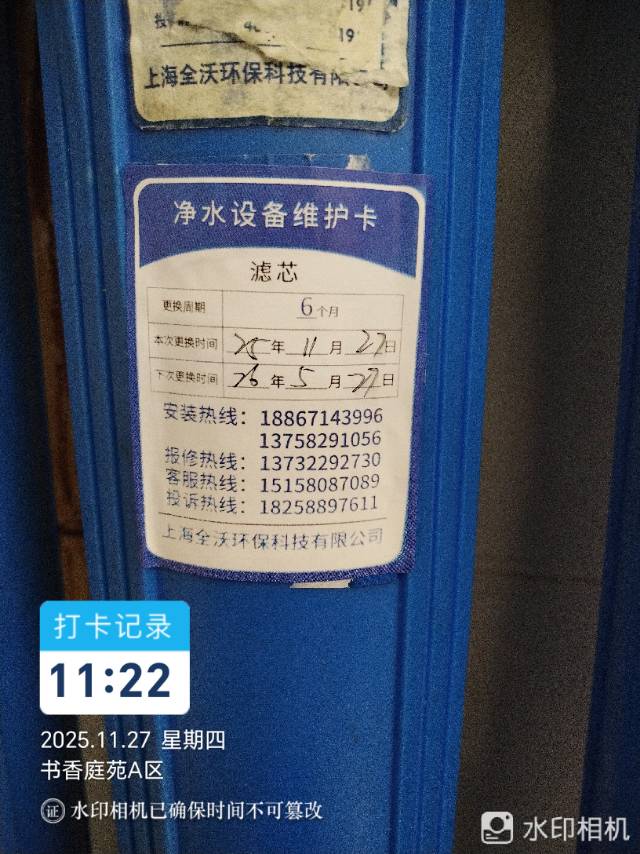 19
上海全沃环保科技有限公司
净水设备维护卡
滤芯
更换周期 6个月
本次更换时间 25年 11月 27日
下次更换时间 26年 5月 27日
安装热线：18867143996
13758291056
报修热线：13732292730
客服热线：15158087089
投诉热线：18258897611
上海全沃环保科技有限公司
打卡记录
11:22
2025.11.27 星期四
书香庭苑A区
证 水印相机已确保时间不可篡改
水印相机